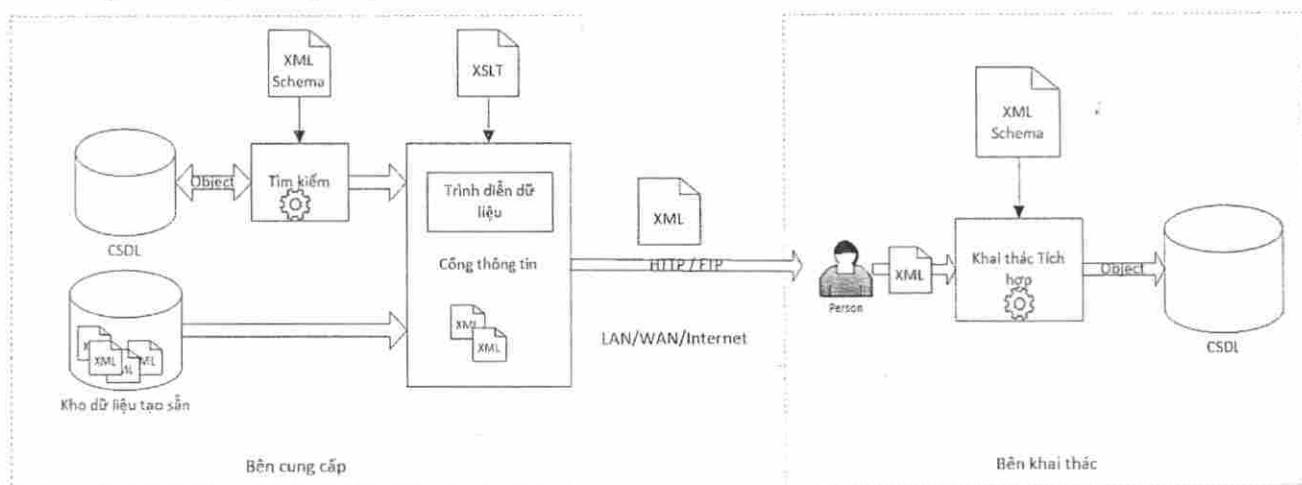 XML
Schema
XSLT
XML
Schema
Object
Tìm kiếm
Trình diễn dữ
liệu
XML
CSDL
Cổng thông tin
HTTP / FTP
Person
XML
Khai thác Tích
hợp
Object
XML
XML
XML
XML
LAN/WAN/Internet
CSDL
Kho dữ liệu tạo sẵn
Bên cung cấp
Bên khai thác